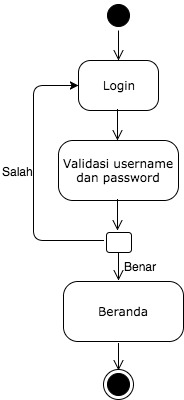 Login
Validasi username
dan password
Salah
Benar
Beranda